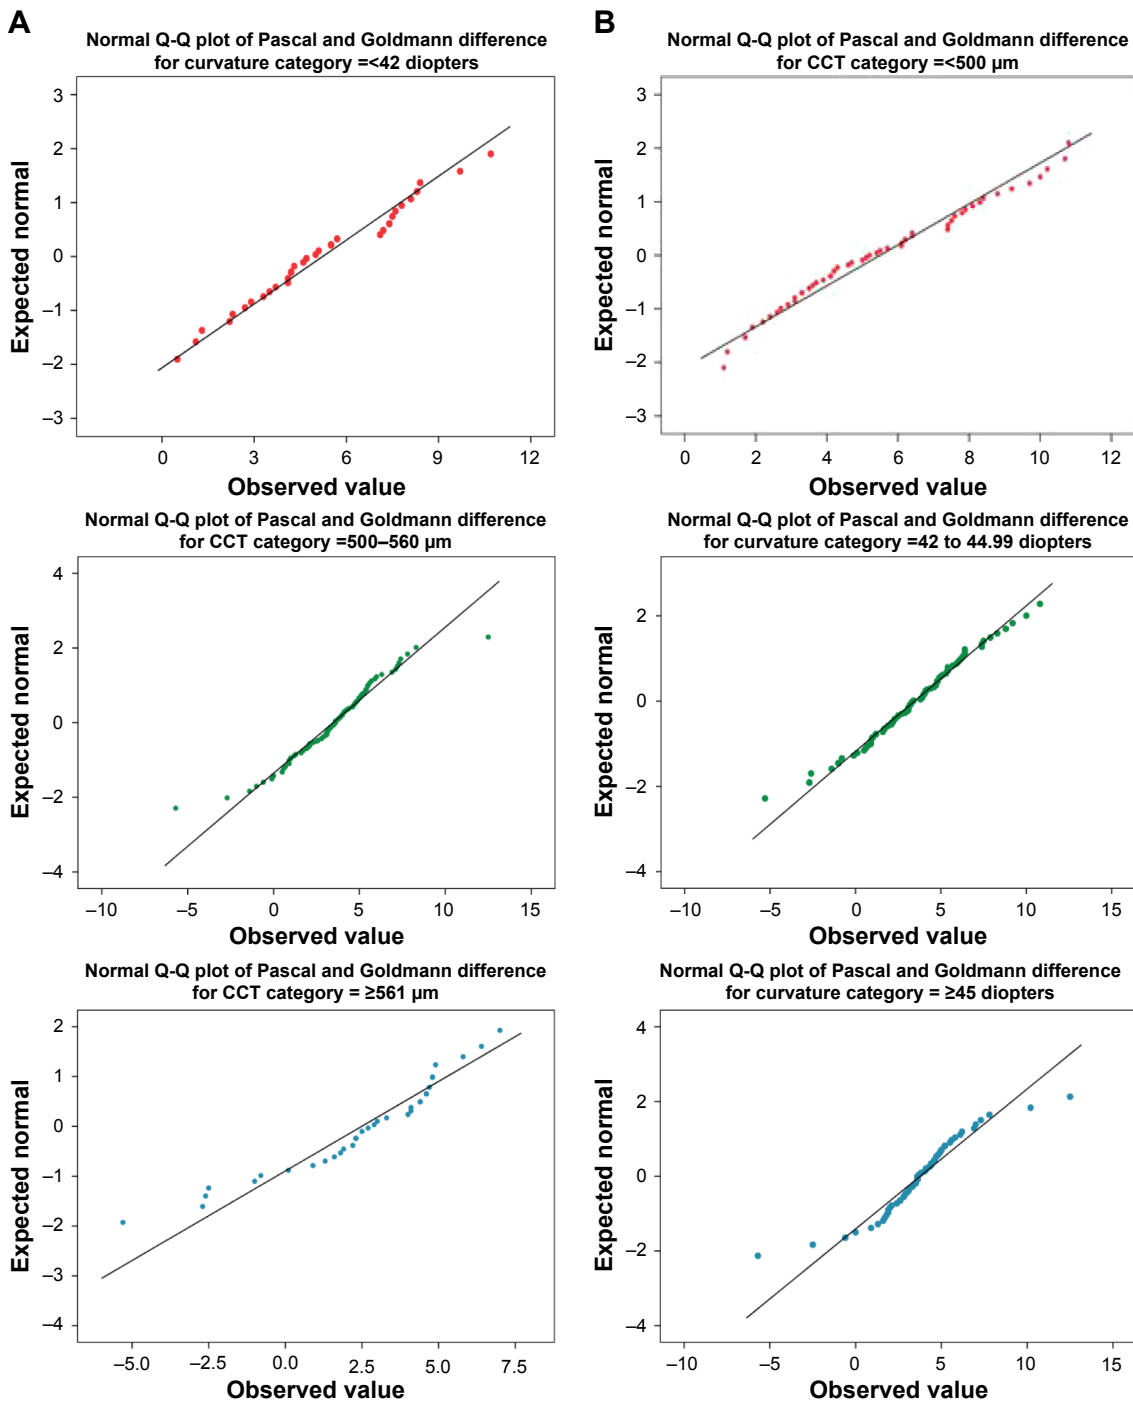 A
Normal Q-Q plot of Pascal and Goldmann difference
for curvature category =<42 diopters
Expected normal
3
2
1
0
–1
–2
–3
0 3 6 9 12
Observed value
B
Normal Q-Q plot of Pascal and Goldmann difference
for CCT category =<500 µm
Expected normal
3
2
1
0
–1
–2
–3
0 2 4 6 8 10 12
Observed value
Normal Q-Q plot of Pascal and Goldmann difference
for CCT category =500–560 µm
Expected normal
4
2
0
–2
–4
–10 –5 0 5 10 15
Observed value
Normal Q-Q plot of Pascal and Goldmann difference
for curvature category =42 to 44.99 diopters
Expected normal
2
0
–2
–4
–10 –5 0 5 10 15
Observed value
Normal Q-Q plot of Pascal and Goldmann difference
for CCT category = ≥561 µm
Expected normal
2
1
0
–1
–2
–3
–4
–5.0 –2.5 0.0 2.5 5.0 7.5
Observed value
Normal Q-Q plot of Pascal and Goldmann difference
for curvature category = ≥45 diopters
Expected normal
4
2
0
–2
–4
–10 –5 0 5 10 15
Observed value